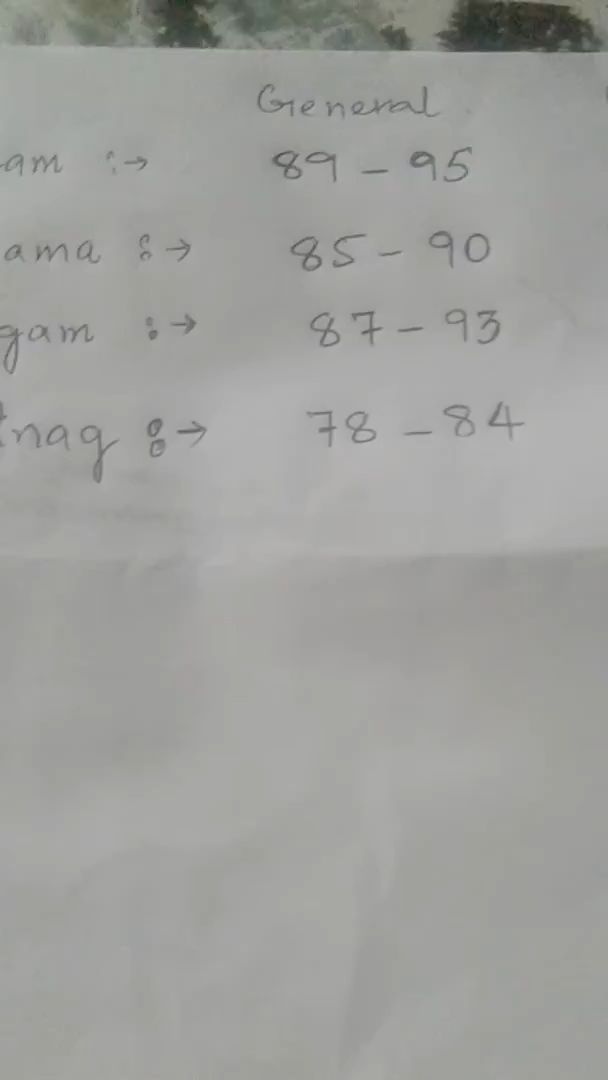 General
am :→ 89 - 95
ama :→ 85 - 90
gam :→ 87 - 93
nag :→ 78 - 84